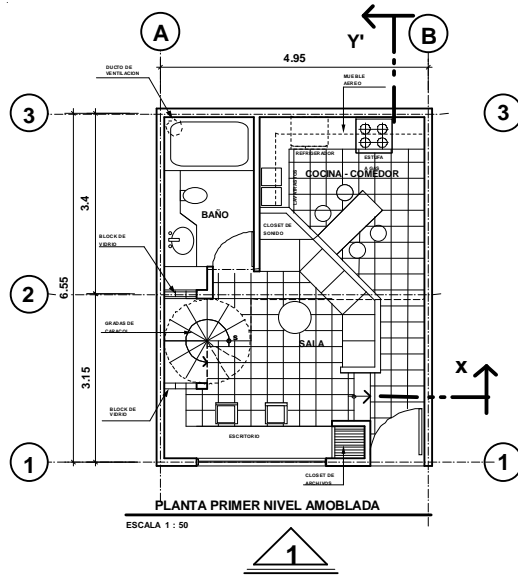 Y'
A
B
4.95
DUCTO DE
VENTILACION
MUEBLE
AEREO
3
3
REFRIGERADOR
ESTUFA
A GAS
COCINA - COMEDOR
LAVATRASTOS
3.4
BAÑO
CLOSET DE
SONIDO
BLOCK DE
VIDRIO
2
2
6.55
GRADAS DE
CARACOL
S
SALA
X
3.15
BLOCK DE
VIDRIO
ESCRITORIO
1
1
CLOSET DE
ARCHIVOS
PLANTA PRIMER NIVEL AMOBLADA
ESCALA 1 : 50
1